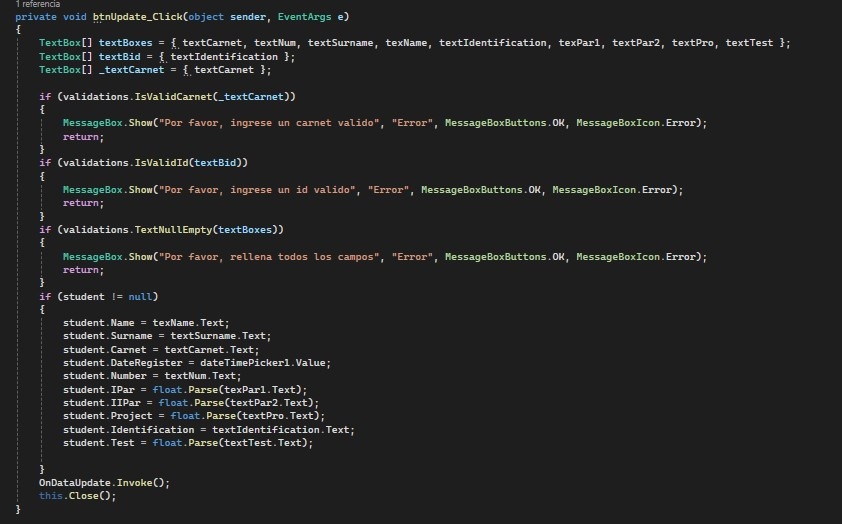 1 referencia
private void btnUpdate_Click(object sender, EventArgs e)
{
TextBox[] textBoxes = { textCarnet, textNum, textSurname, texName, textIdentification, texPar1, textPar2, textPro, textTest };
TextBox[] textBid = { textIdentification };
TextBox[] _textCarnet = { textCarnet };
if (validations.IsValidCarnet(_textCarnet))
{
MessageBox.Show("Por favor, ingrese un carnet valido", "Error", MessageBoxButtons.OK, MessageBoxIcon.Error);
return;
}
if (validations.IsValidId(textBid))
{
MessageBox.Show("Por favor, ingrese un id valido", "Error", MessageBoxButtons.OK, MessageBoxIcon.Error);
return;
}
if (validations.TextNullEmpty(textBoxes))
{
MessageBox.Show("Por favor, rellena todos los campos", "Error", MessageBoxButtons.OK, MessageBoxIcon.Error);
return;
}
if (student != null)
{
student.Name = texName.Text;
student.Surname = textSurname.Text;
student.Carnet = textCarnet.Text;
student.DateRegister = dateTimePicker1.Value;
student.Number = textNum.Text;
student.IPar = float.Parse(texPar1.Text);
student.IIPar = float.Parse(textPar2.Text);
student.Project = float.Parse(textPro.Text);
student.Identification = textIdentification.Text;
student.Test = float.Parse(textTest.Text);
}
OnDataUpdate.Invoke();
this.Close();
}